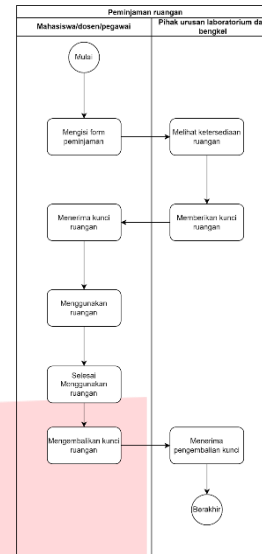 Peminjaman ruangan
Mahasiswa/dosen/pegawai
Pihak urusan laboratorium da
bengkel
Mulai
Mengisi form
peminjaman
Melihat ketersediaan
ruangan
Menerima kunci
ruangan
Memberikan kunci
ruangan
Menggunakan
ruangan
Selesai
Menggunakan
ruangan
Mengembalikan kunci
ruangan
Menerima
pengembalian kunci
Berakhir